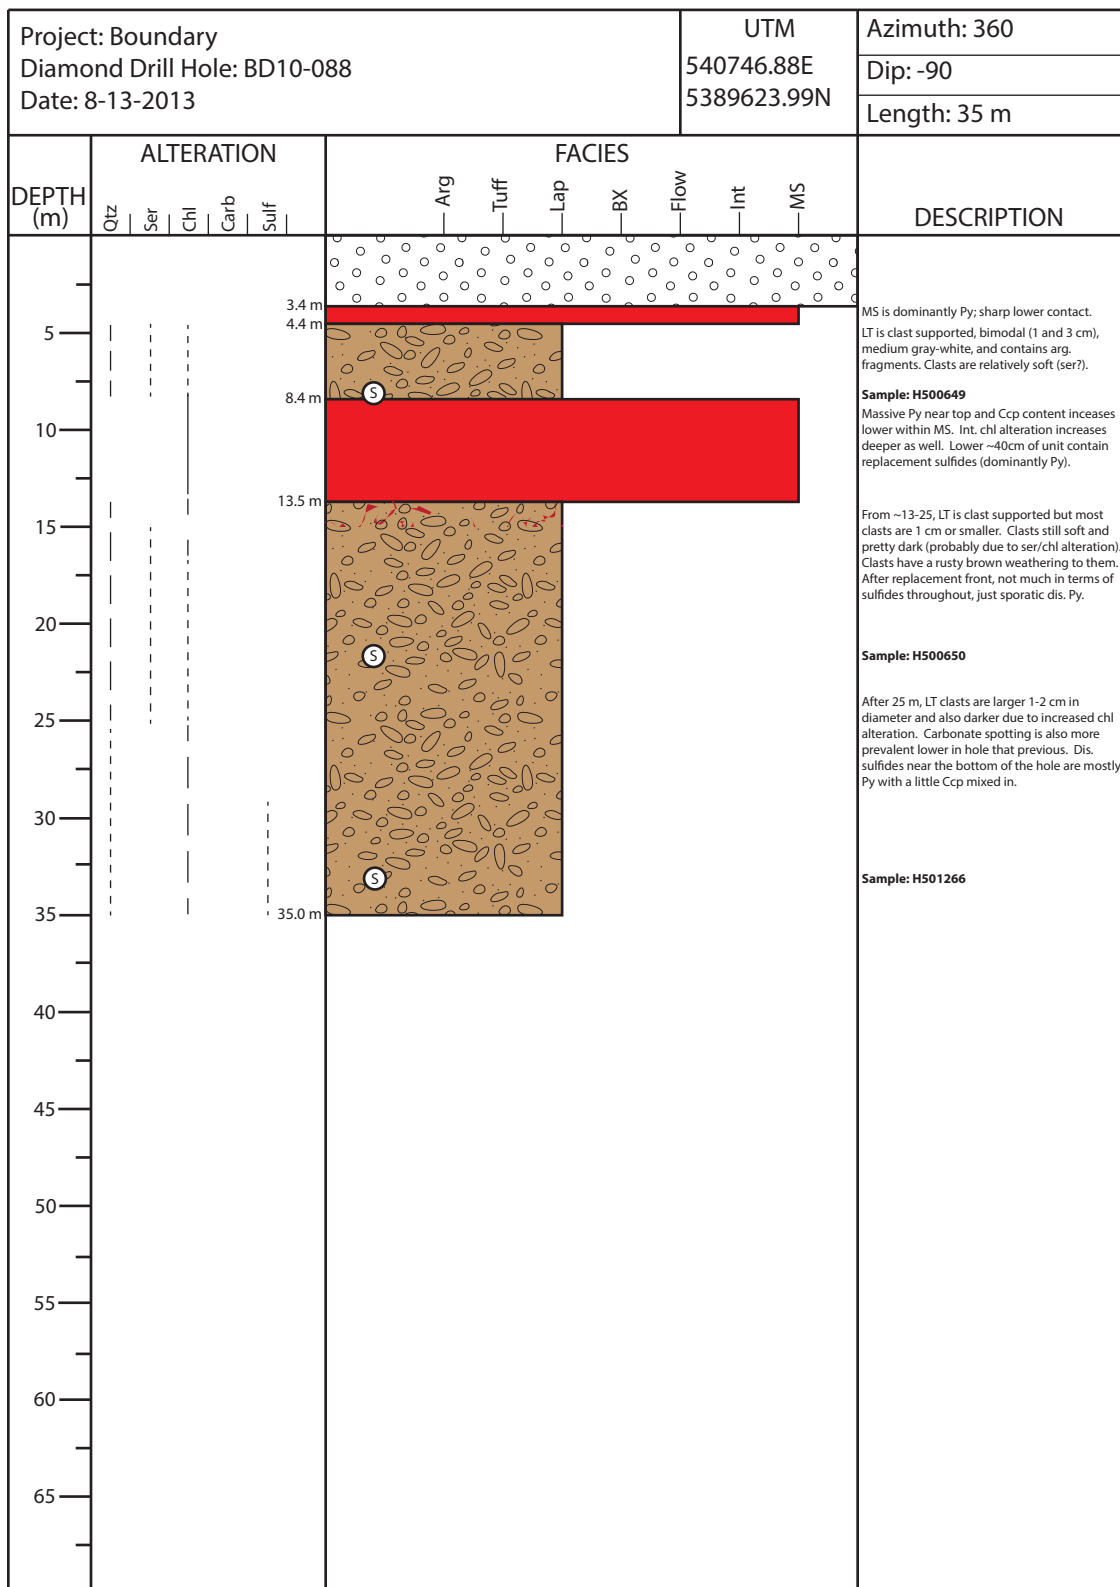 Project: Boundary
Diamond Drill Hole: BD10-088
Date: 8-13-2013
UTM
540746.88E
5389623.99N
Azimuth: 360
Dip: -90
Length: 35 m
DEPTH
(m)
ALTERATION
Qtz
Ser
Chl
Carb
Sulf
FACIES
Arg
Tuff
Lap
BX
Flow
Int
MS
DESCRIPTION
3.4 m
MS is dominantly Py; sharp lower contact.
4.4 m
5
LT is clast supported, bimodal (1 and 3 cm),
medium gray-white, and contains arg.
fragments. Clasts are relatively soft (ser?).
S
8.4 m
Sample: H500649
Massive Py near top and Ccp content inceases
lower within MS. Int. chl alteration increases
deeper as well. Lower ~40cm of unit contain
replacement sulfides (dominantly Py).
10
13.5 m
15
From ~13-25, LT is clast supported but most
clasts are 1 cm or smaller. Clasts still soft and
pretty dark (probably due to ser/chl alteration).
Clasts have a rusty brown weathering to them.
After replacement front, not much in terms of
sulfides throughout, just sporatic dis. Py.
20
S
Sample: H500650
25
After 25 m, LT clasts are larger 1-2 cm in
diameter and also darker due to increased chl
alteration. Carbonate spotting is also more
prevalent lower in hole that previous. Dis.
sulfides near the bottom of the hole are mostly
Py with a little Ccp mixed in.
30
S
Sample: H501266
35
35.0 m
40
45
50
55
60
65